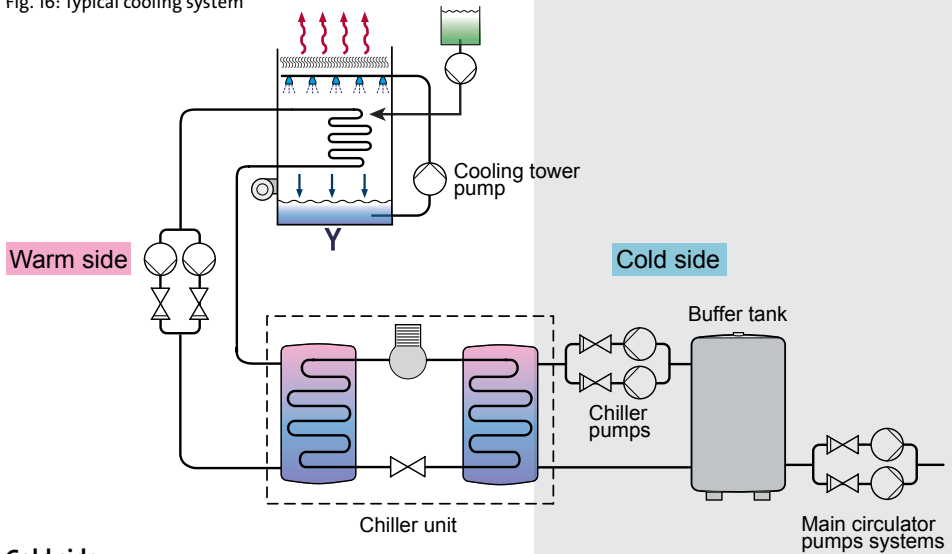 Fig. 16: Typical cooling system
Cooling tower
pump
Warm side
Y
Cold side
Buffer tank
Chiller
pumps
Chiller unit
Main circulator
pumps systems